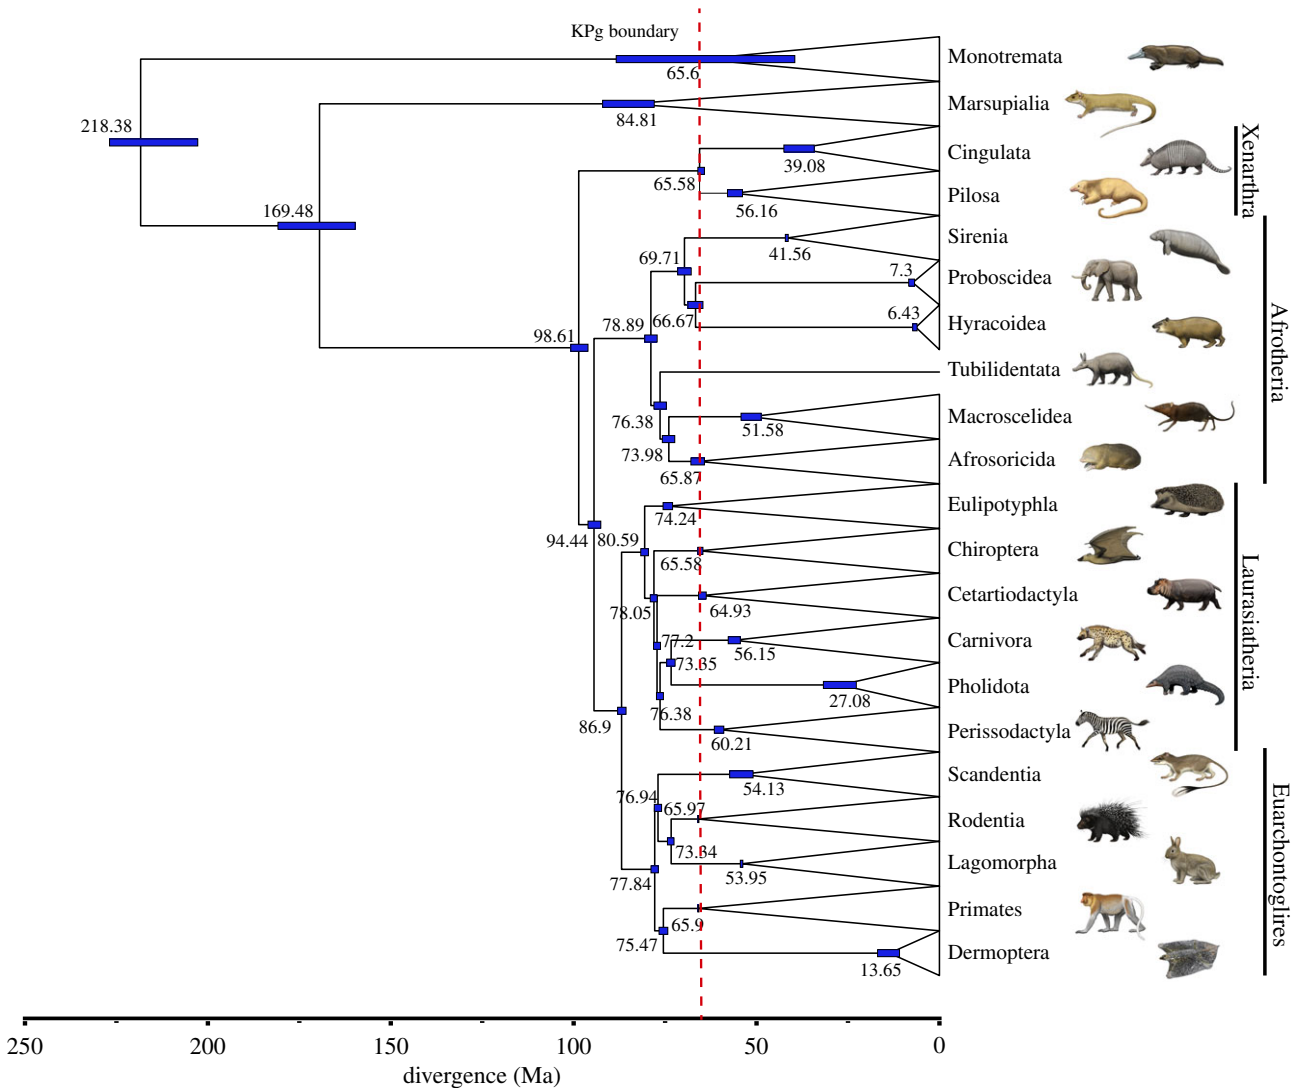 KPg boundary
Monotremata
65.6
Marsupialia
84.81
218.38
Cingulata
39.08
Xenarthra
65.58
Pilosa
56.16
169.48
Sirenia
41.56
69.71
Proboscidea
7.3
Hyracoidea
6.43
66.67
78.89
98.61
Afrotheria
Tubilidentata
Macroscelidea
51.58
76.38
73.98
Afrosoricida
65.87
Eulipotyphla
74.24
94.44
80.59
Chiroptera
65.58
Cetartiodactyla
64.93
78.05
Laurasiatheria
Carnivora
56.15
77.2
73.35
Pholidota
27.08
76.38
86.9
Perissodactyla
60.21
Scandentia
54.13
76.94
65.97
Rodentia
73.34
Lagomorpha
53.95
77.84
Euarchontoglires
Primates
65.9
75.47
Dermoptera
13.65
250 200 150 100 50 0
divergence (Ma)